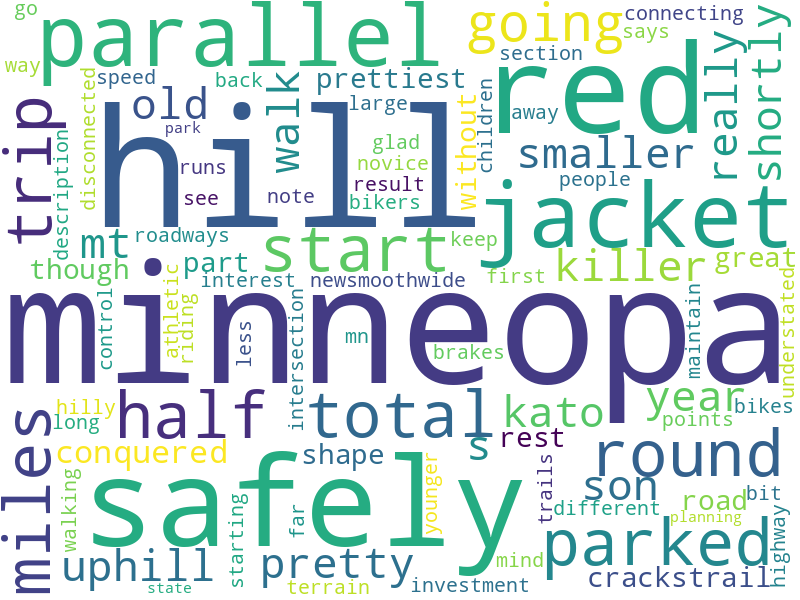 go
parallel
going
connecting
says
shortly
way
speed
back
prettiest
section
red
really
disconnected
old
large
walk
park
hill
away
children
without
smaller
trip
glad
novice
runs
result
people
description
see
note
bikers
jacket
mt
roadways
start
keep
though
part
killer
great
interest
newsmoothwide
first
athletic
riding
control
minneopa
less
intersection
mn
brakes
maintain
understated
hilly
long
half
total
kato
year
bikes
points
miles
conquered
shape
s
rest
round
safely
younger
trails
son
walking
starting
far
different
road
bit
planning
highway
parked
uphill
pretty
mind
state
terrain
investment
crackstrail